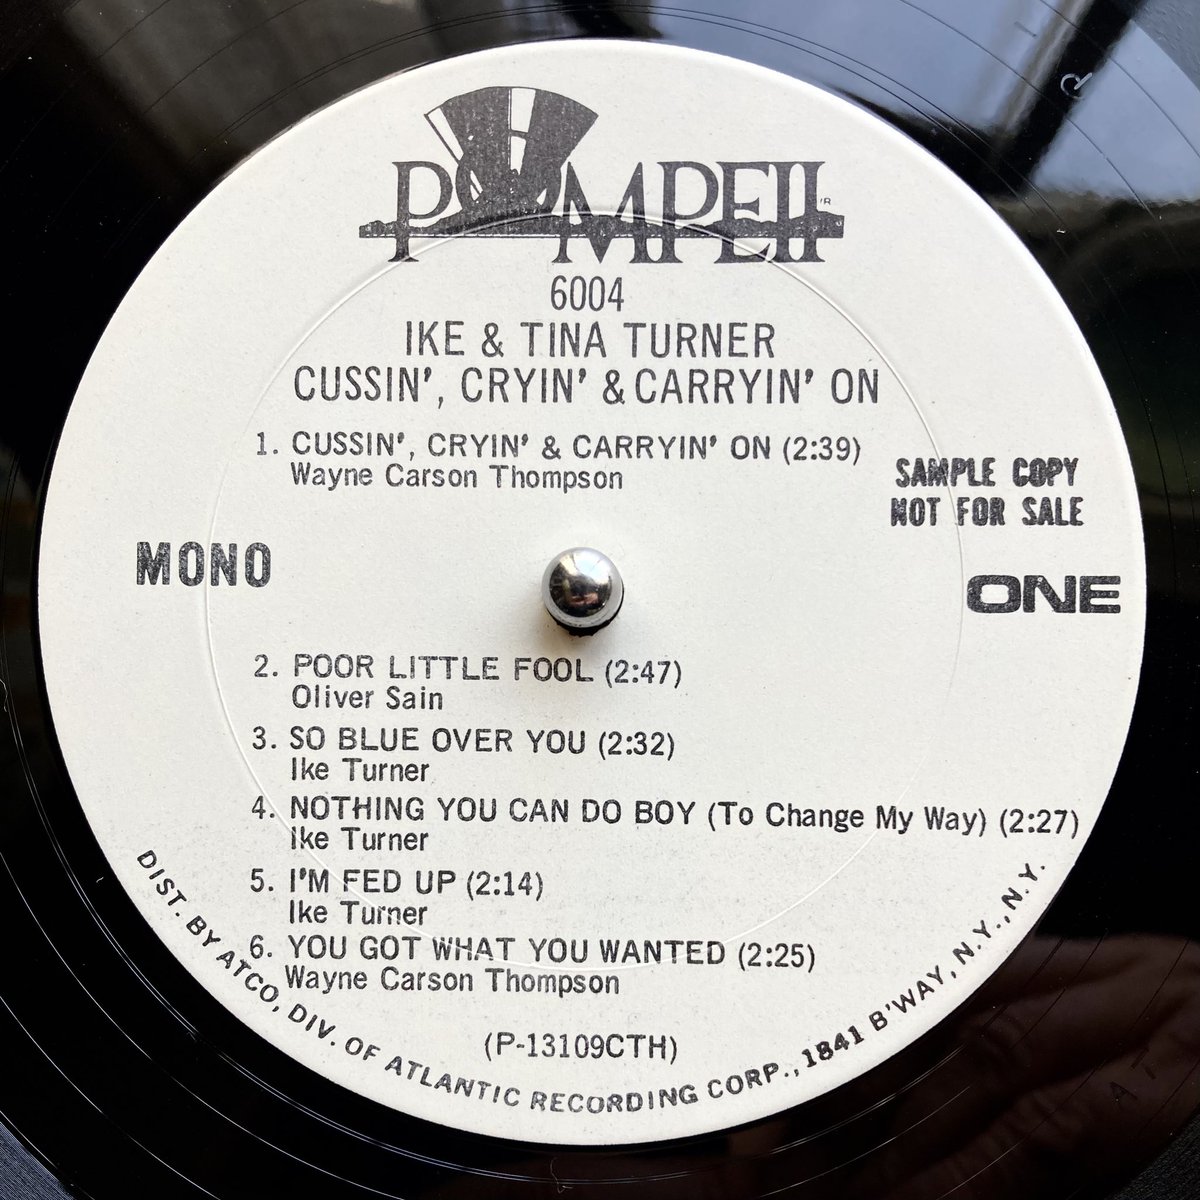 POMPEII
6004
IKE & TINA TURNER
CUSSIN', CRYIN' & CARRYIN' ON
1. CUSSIN', CRYIN' & CARRYIN' ON (2:39)
Wayne Carson Thompson
SAMPLE COPY
NOT FOR SALE
MONO
ONE
2. POOR LITTLE FOOL (2:47)
Oliver Sain
3. SO BLUE OVER YOU (2:32)
Ike Turner
4. NOTHING YOU CAN DO BOY (To Change My Way) (2:27)
Ike Turner
5. I'M FED UP (2:14)
Ike Turner
6. YOU GOT WHAT YOU WANTED (2:25)
Wayne Carson Thompson
(P-13109CTH)
DIST. BY ATCO, DIV. OF ATLANTIC RECORDING CORP., 1841 B'WAY, N.Y., N.Y.